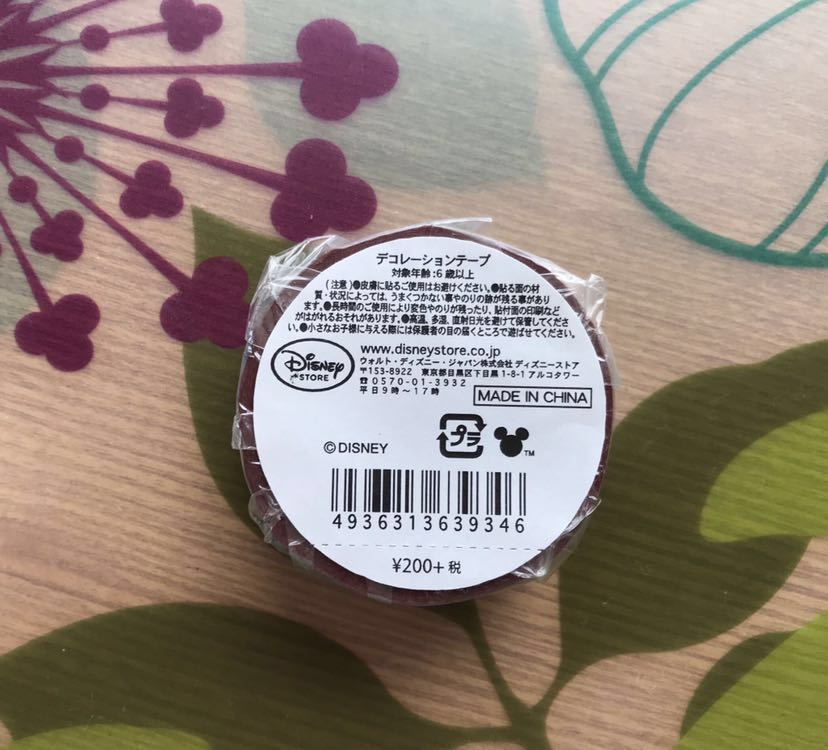 デコレーションテープ
対象年齢:6歳以上
(注意)●皮膚に貼るご使用はお避けください。●貼る面の材
質・状況によっては、うまくつかない事やのりの跡が残る事があり
ます。●長時間のご使用により変色やのりが残ったり、貼付面の印刷など
がはがれるおそれがあります。●高温、多湿、直射日光を避けて保管してくださ
い。●小さなお子様に与える際には保護者の目の届くところで遊ばせてください。
Disney
STORE
www.disneystore.co.jp
ウォルト・ディズニー・ジャパン株式会社 ディズニーストア
〒153-8922 東京都目黒区下目黒1-8-1 アルコタワー
☎0570-01-3932
平日9時〜17時
MADE IN CHINA
プラ
TM
©DISNEY
4936313639346
¥200+税